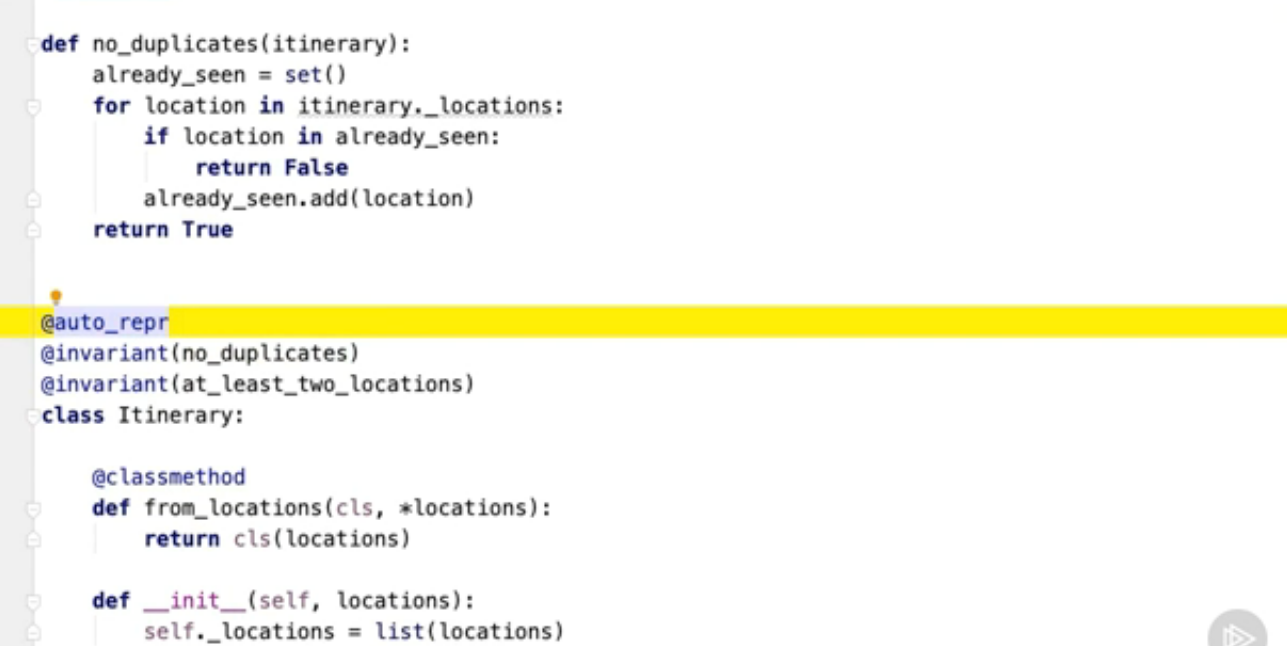 def no_duplicates(itinerary):
    already_seen = set()
    for location in itinerary._locations:
        if location in already_seen:
            return False
        already_seen.add(location)
    return True
@auto_repr
@invariant(no_duplicates)
@invariant(at_least_two_locations)
class Itinerary:
    @classmethod
    def from_locations(cls, *locations):
        return cls(locations)
    def __init__(self, locations):
        self._locations = list(locations)